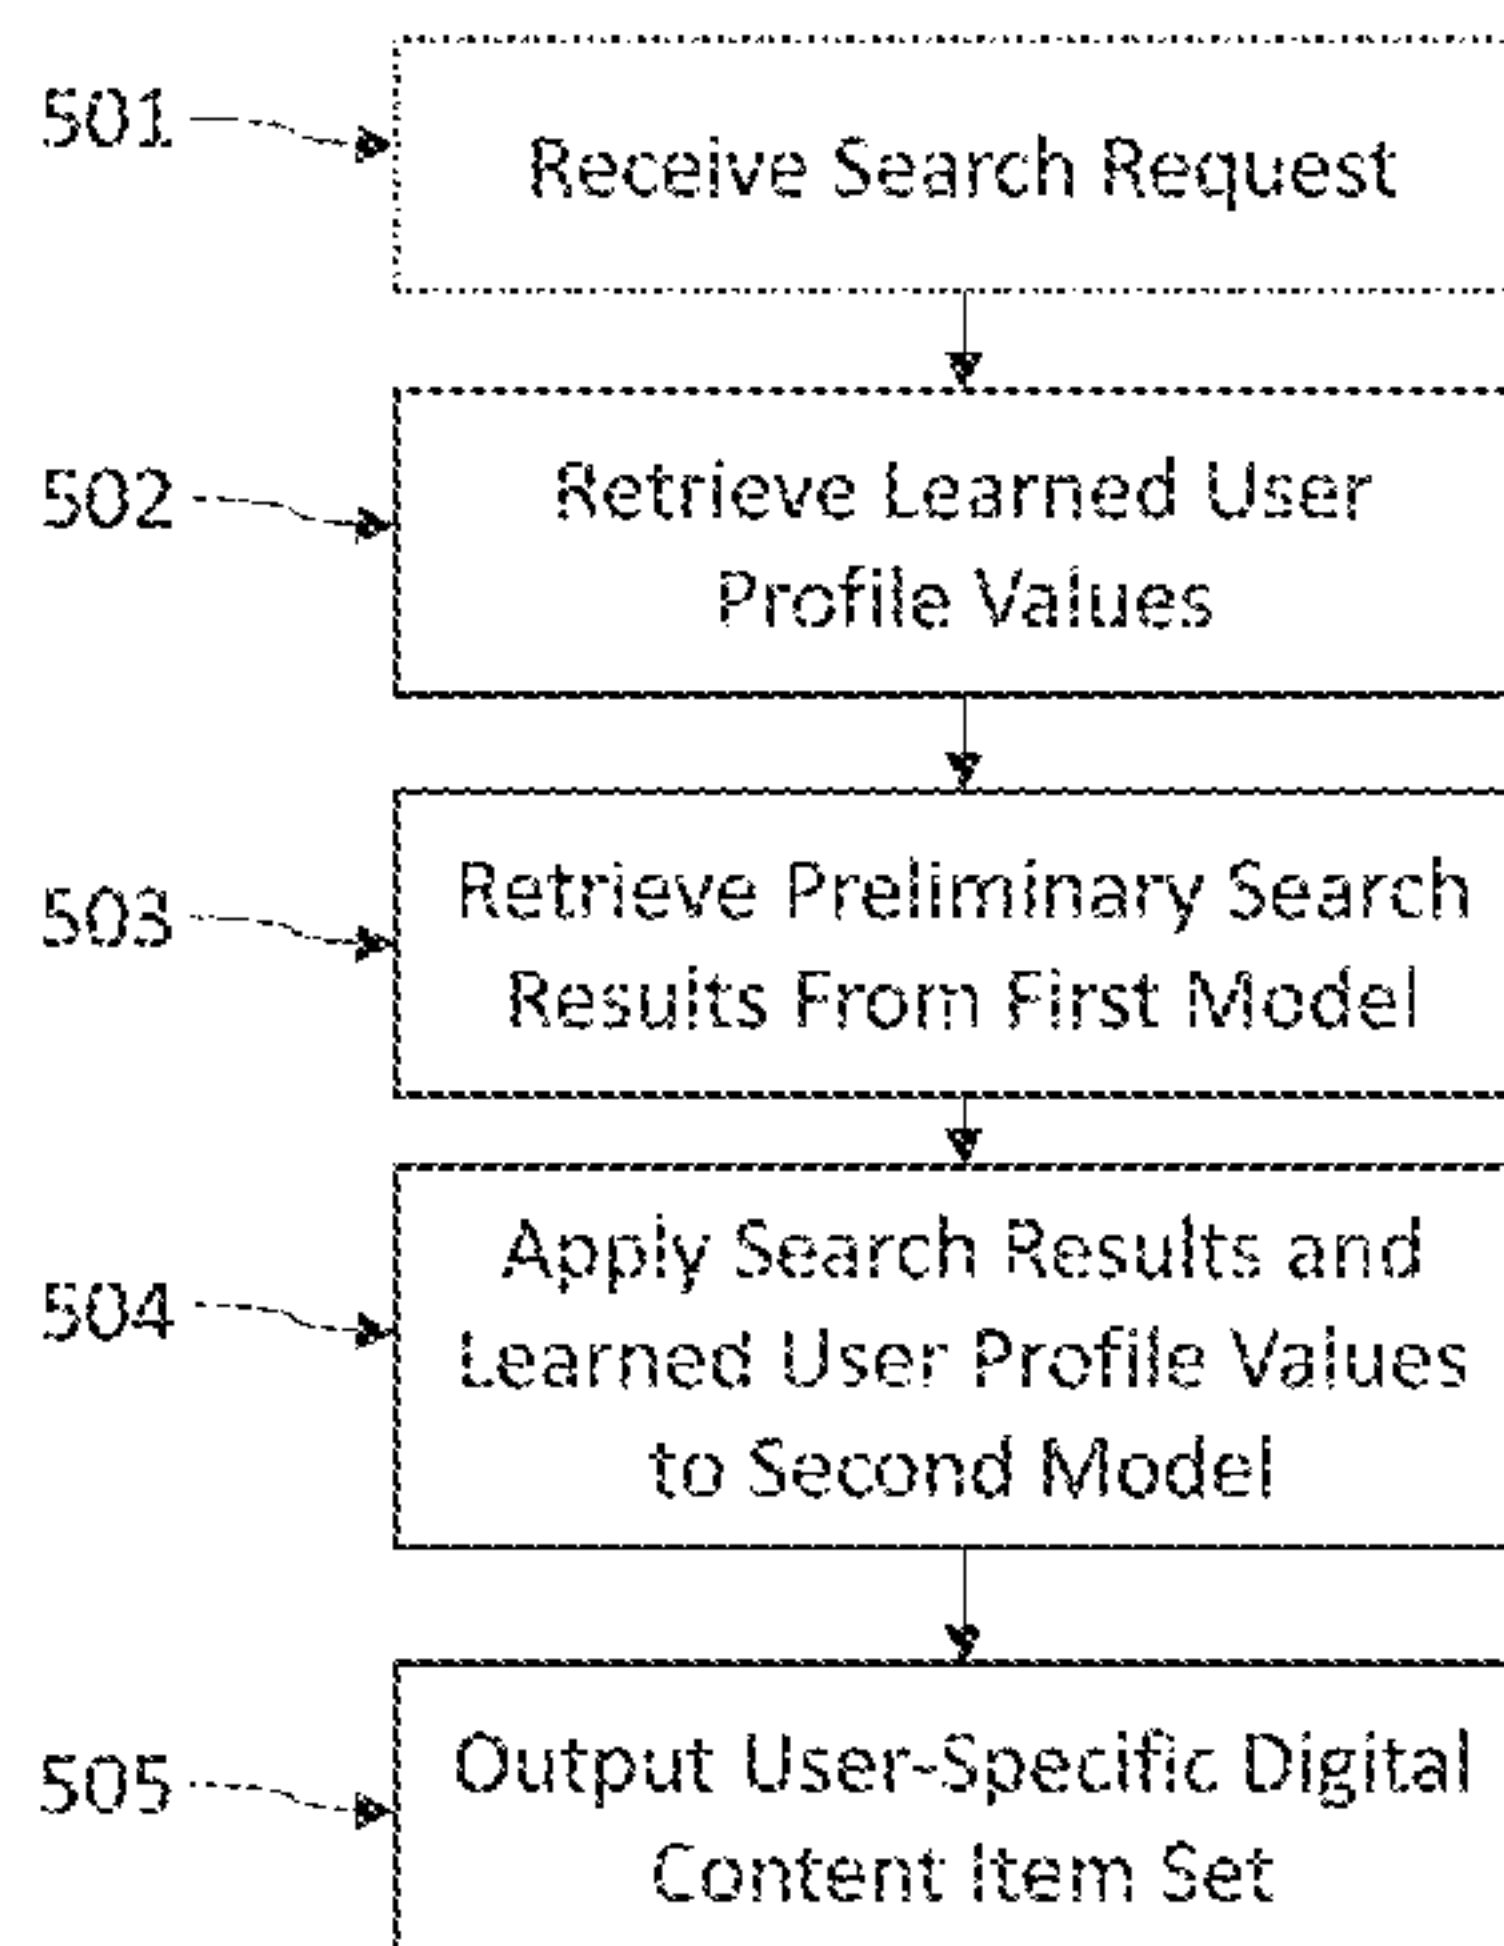 501
Receive Search Request
502
Retrieve Learned User
Profile Values
503
Retrieve Preliminary Search
Results From First Model
504
Apply Search Results and
Learned User Profile Values
to Second Model
505
Output User-Specific Digital
Content Item Set